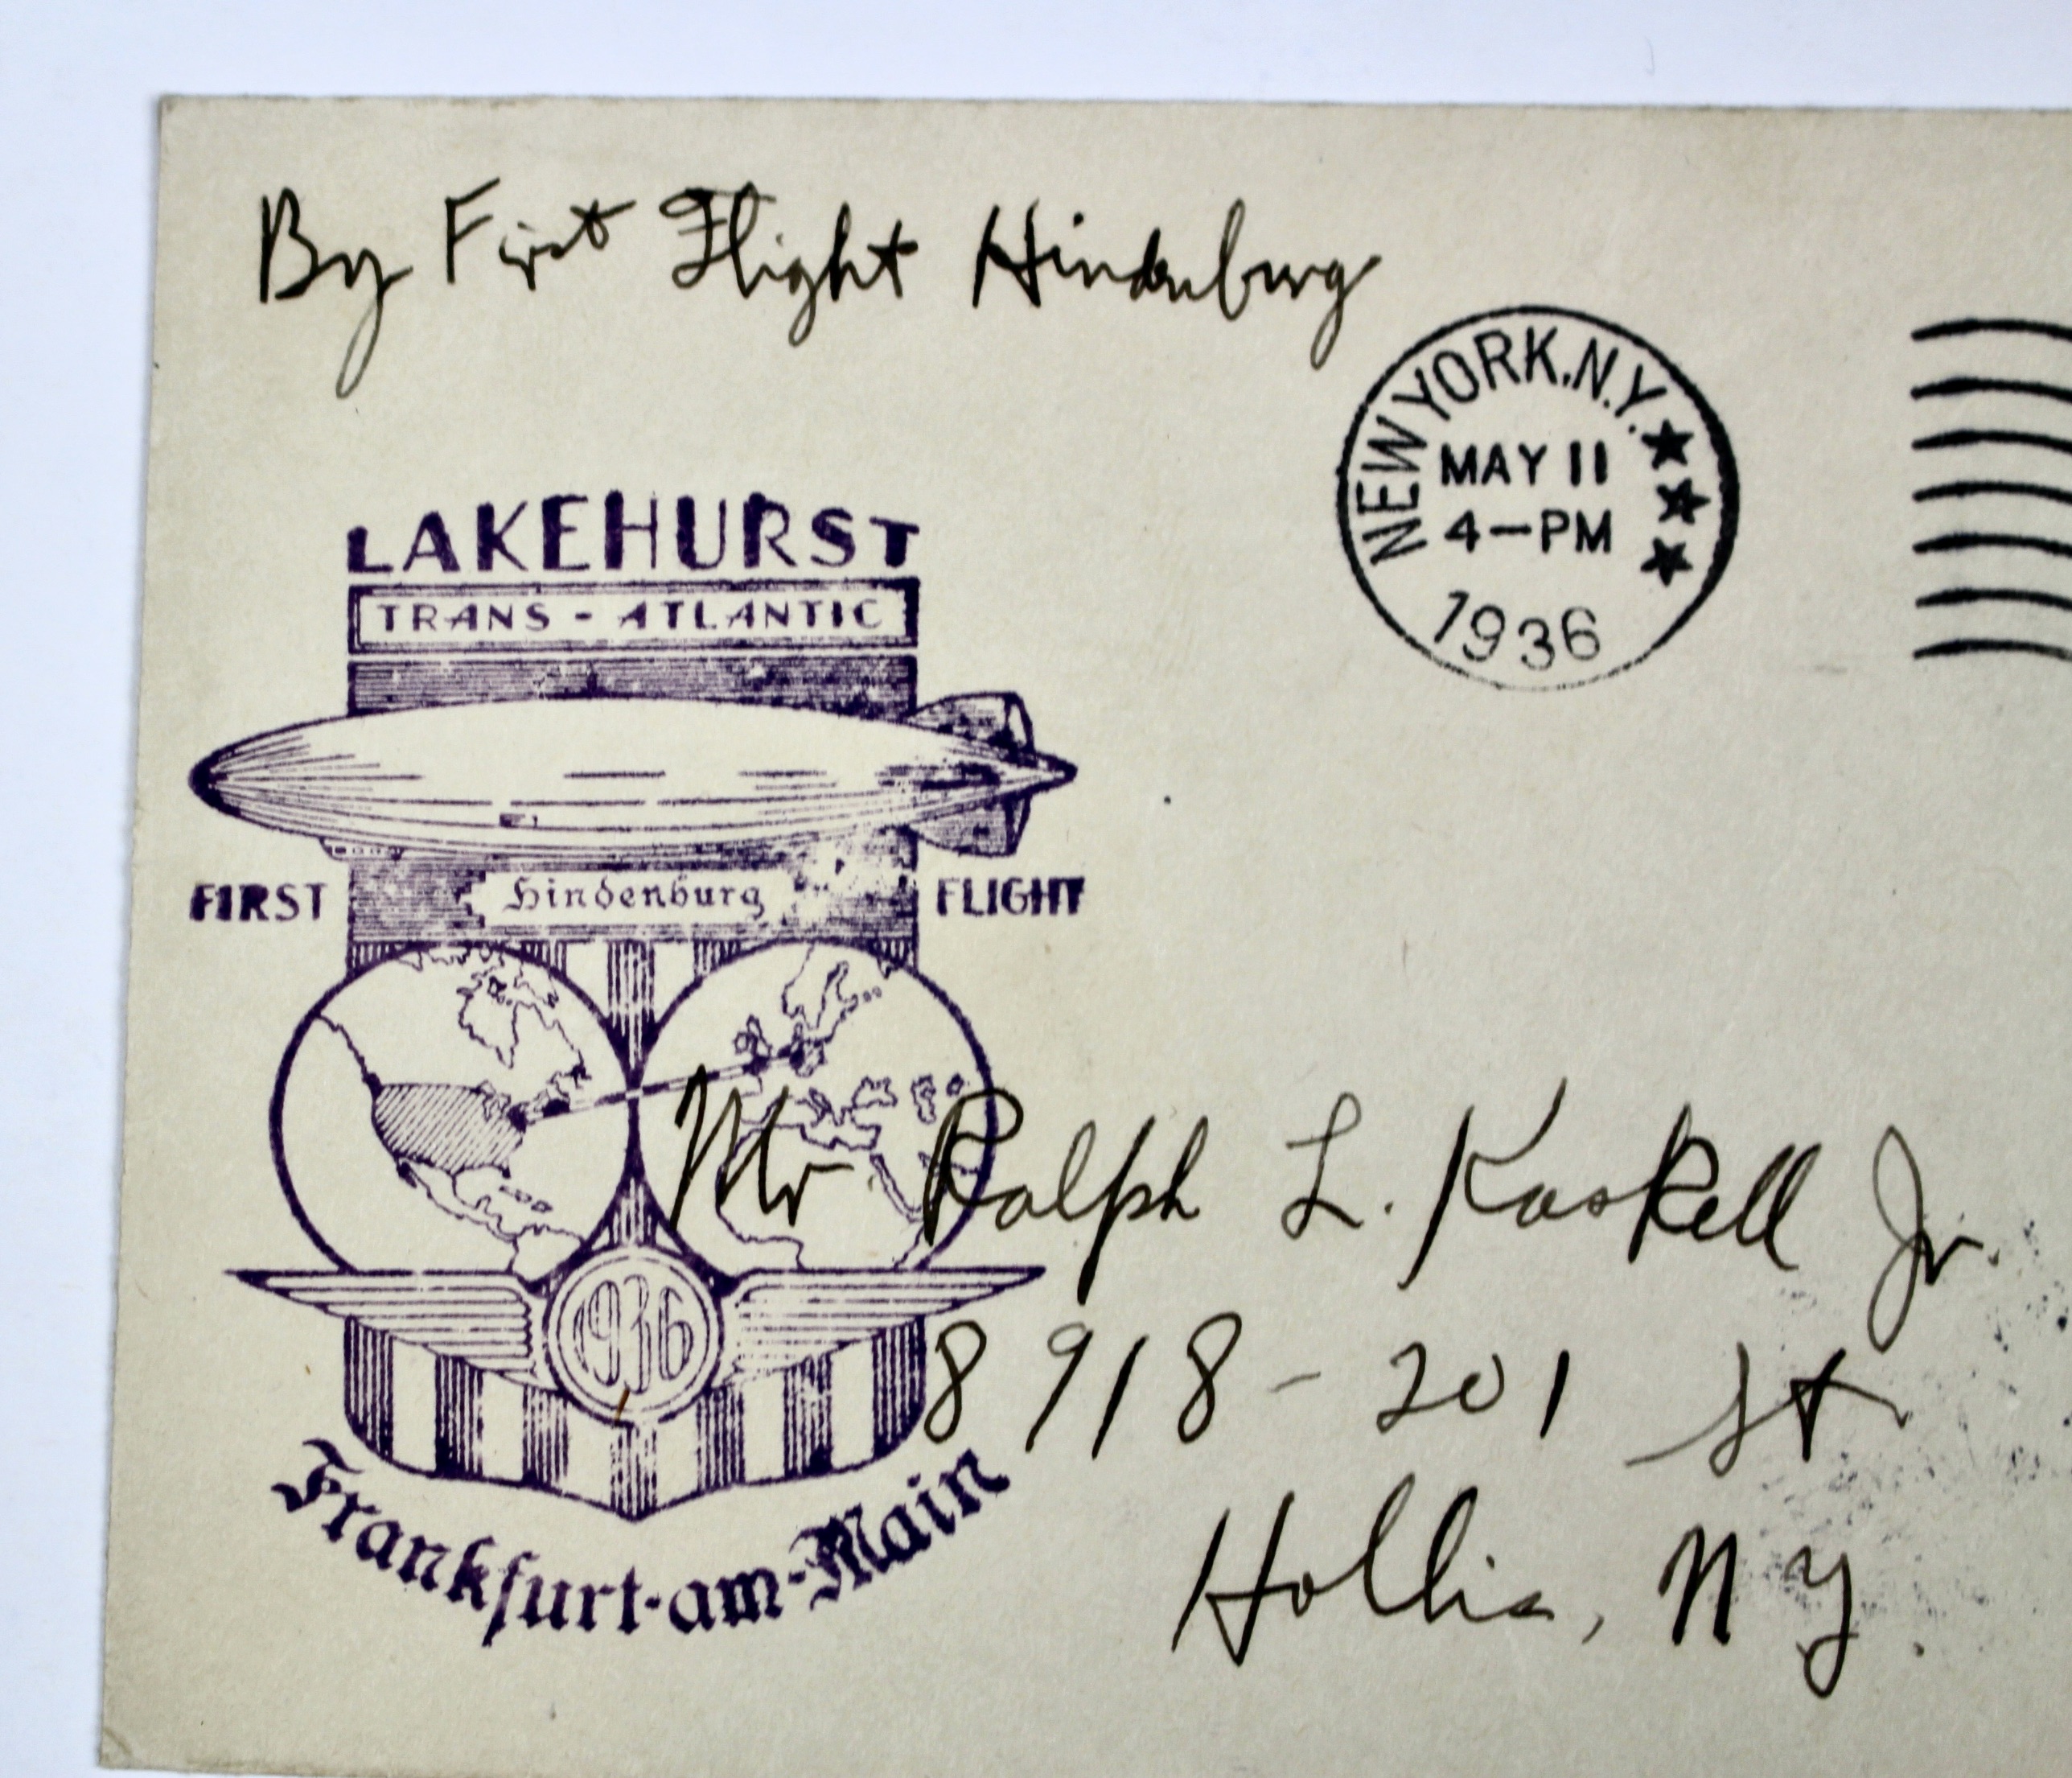 By First Flight Hindenburg
NEW YORK, N.Y.
MAY 11
4-PM
1936
LAKEHURST
TRANS - ATLANTIC
FIRST Hindenburg FLIGHT
1936
Frankfurt-am-Main
Mr Ralph L. Kaskell Jr.
8918 - 201 st
Hollis, N Y.